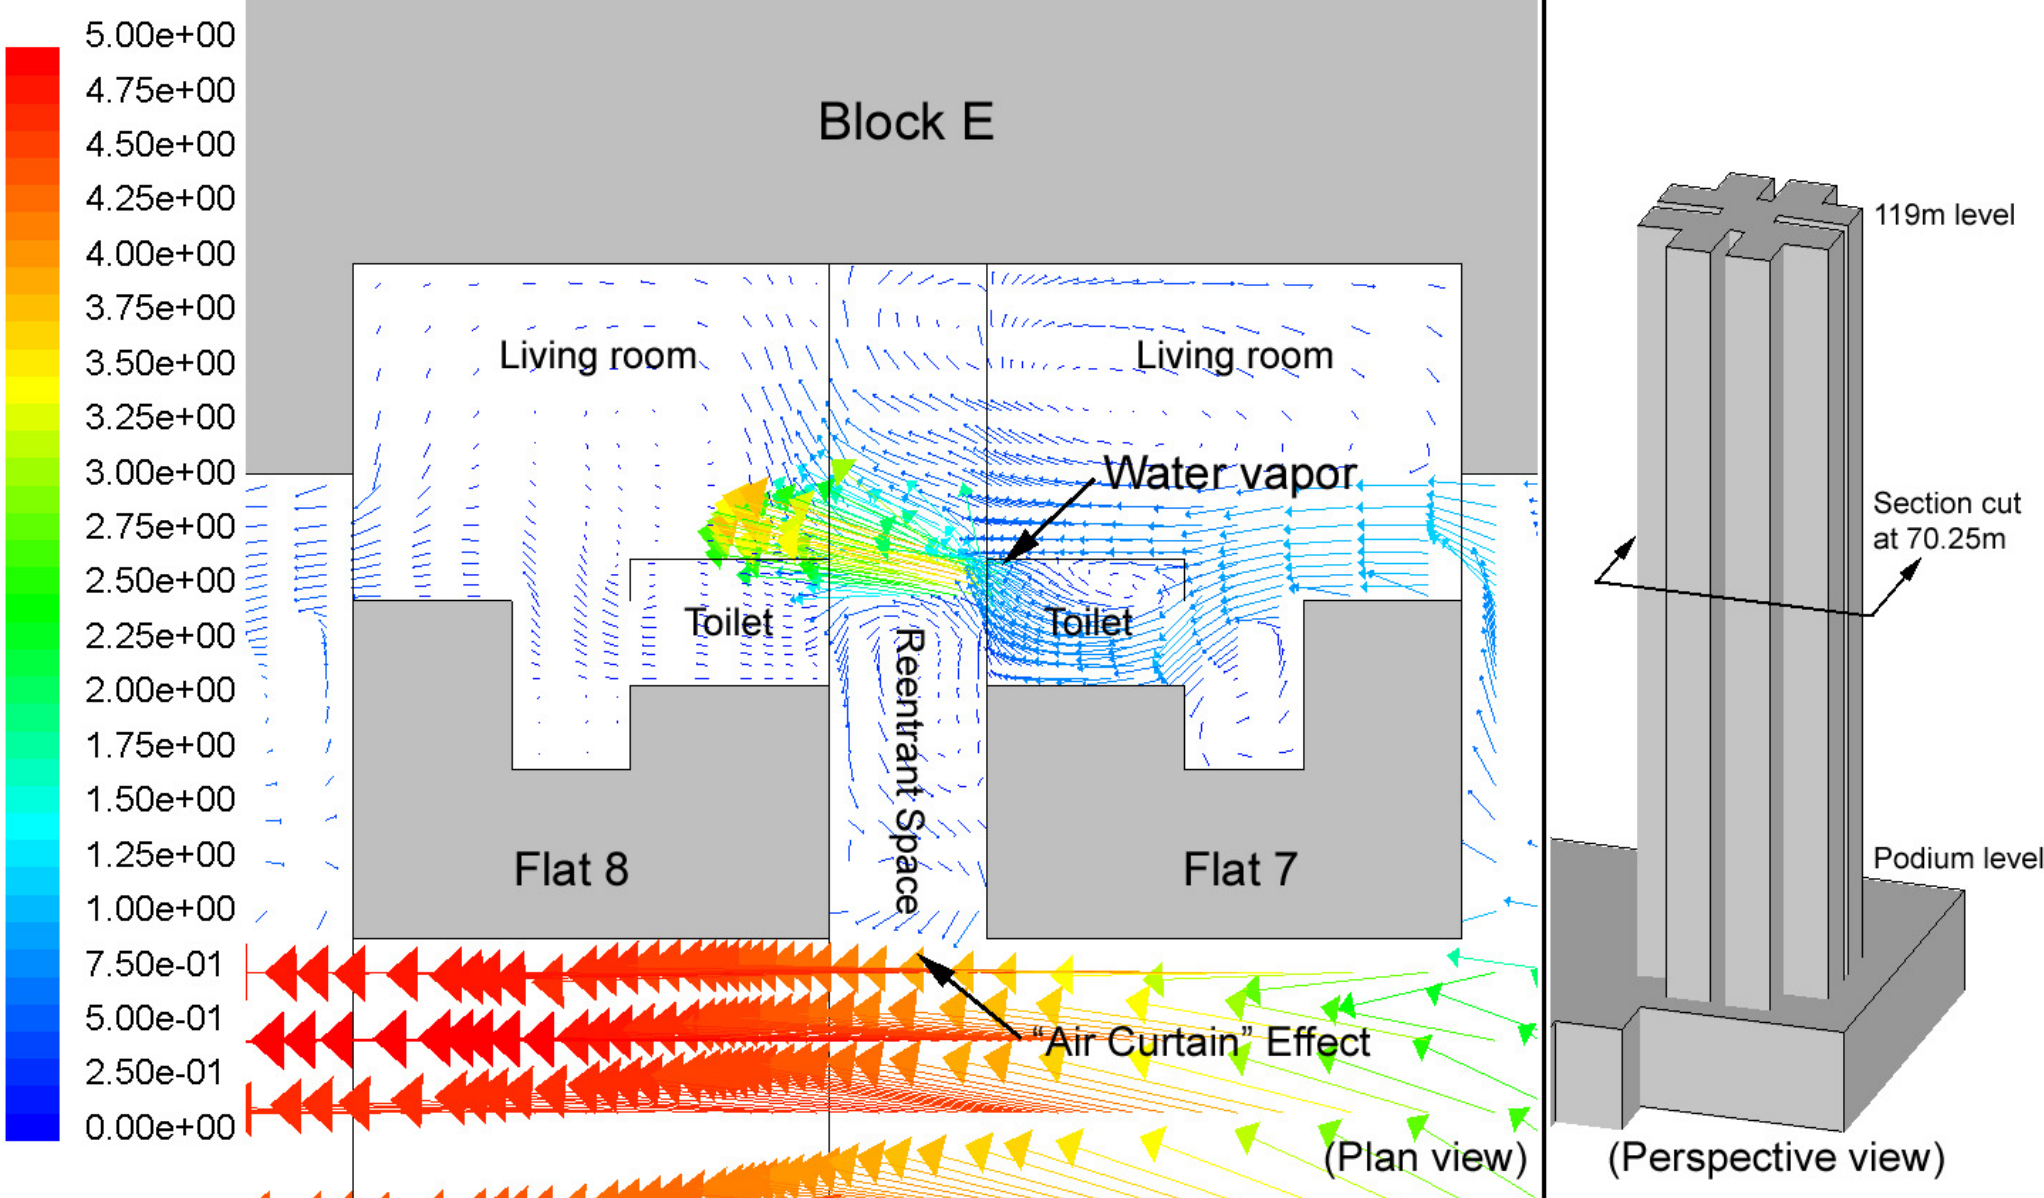 5.00e+00
4.75e+00
4.50e+00
4.25e+00
4.00e+00
3.75e+00
3.50e+00
3.25e+00
3.00e+00
2.75e+00
2.50e+00
2.25e+00
2.00e+00
1.75e+00
1.50e+00
1.25e+00
1.00e+00
7.50e-01
5.00e-01
2.50e-01
0.00e+00
Block E
Living room
Living room
Water vapor
Toilet
Toilet
Reentrant Space
Flat 8
Flat 7
“Air Curtain” Effect
(Plan view)
119m level
Section cut
at 70.25m
Podium level
(Perspective view)